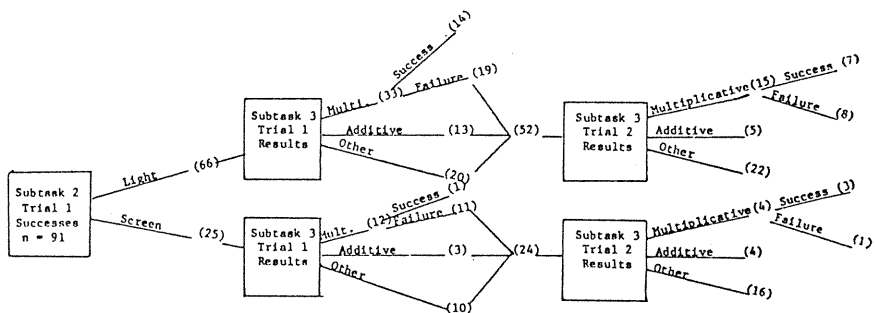 Subtask 2
Trial 1
Successes
n = 91
Light (66)
Screen (25)
Subtask 3
Trial 1
Results
Multi. (33)
Success (14)
Failure (19)
Additive (13)
Other (20)
(52)
Subtask 3
Trial 2
Results
Multiplicative (15)
Success (7)
Failure (8)
Additive (5)
Other (22)
Subtask 3
Trial 1
Results
Mult. (12)
Success (1)
Failure (11)
Additive (3)
Other (10)
(24)
Subtask 3
Trial 2
Results
Multiplicative (4)
Success (3)
Failure (1)
Additive (4)
Other (16)